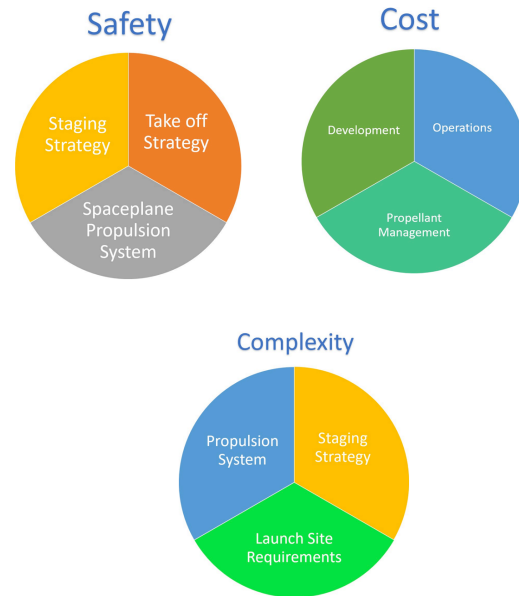 Safety
Staging
Strategy
Take off
Strategy
Spaceplane
Propulsion
System
Cost
Development
Operations
Propellant
Management
Complexity
Propulsion
System
Staging
Strategy
Launch Site
Requirements